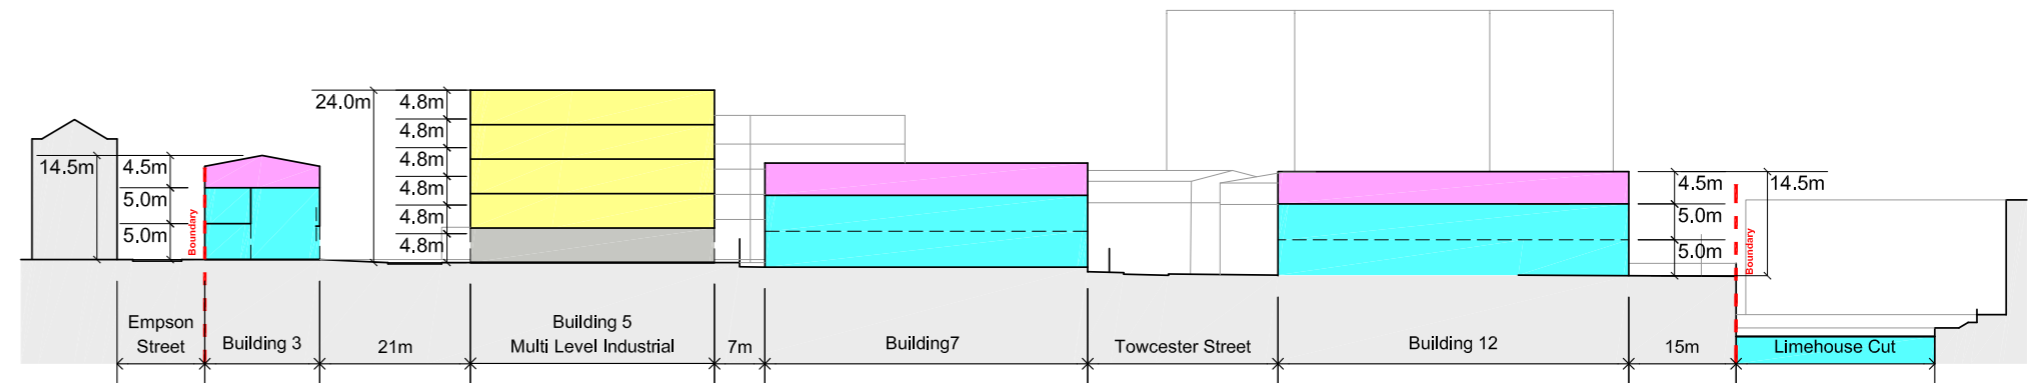 24.0m
4.8m
4.8m
4.8m
4.8m
4.8m
4.8m
14.5m
4.5m
5.0m
5.0m
Boundary
4.5m
14.5m
5.0m
5.0m
Boundary
Empson
Street
Building 3
21m
Building 5
Multi Level Industrial
7m
Building7
Towcester Street
Building 12
15m
Limehouse Cut